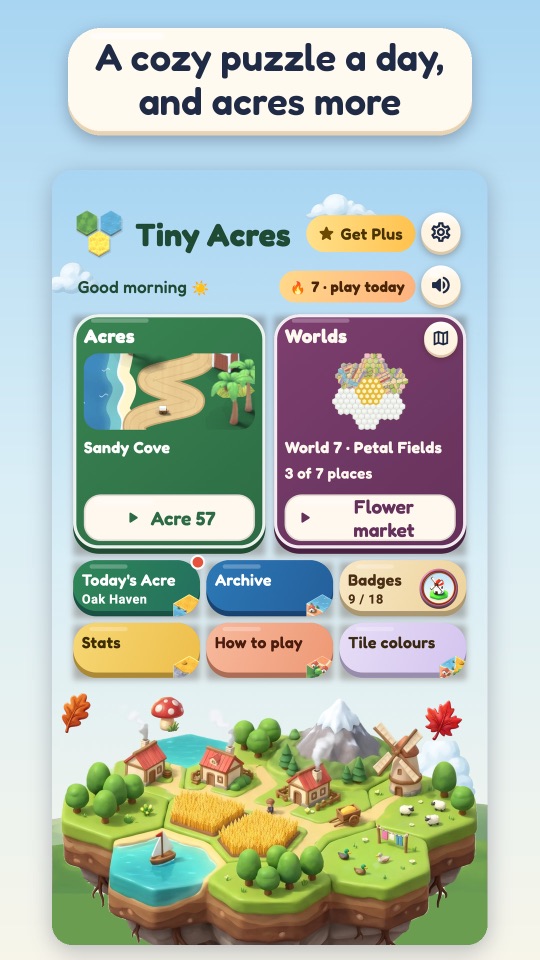 A cozy puzzle a day,
and acres more
Tiny Acres
Get Plus
Good morning
7 · play today
Acres
Worlds
Sandy Cove
World 7 · Petal Fields
3 of 7 places
Acre 57
Flower
market
Today's Acre
Oak Haven
Archive
Badges
9 / 18
Stats
How to play
Tile colours